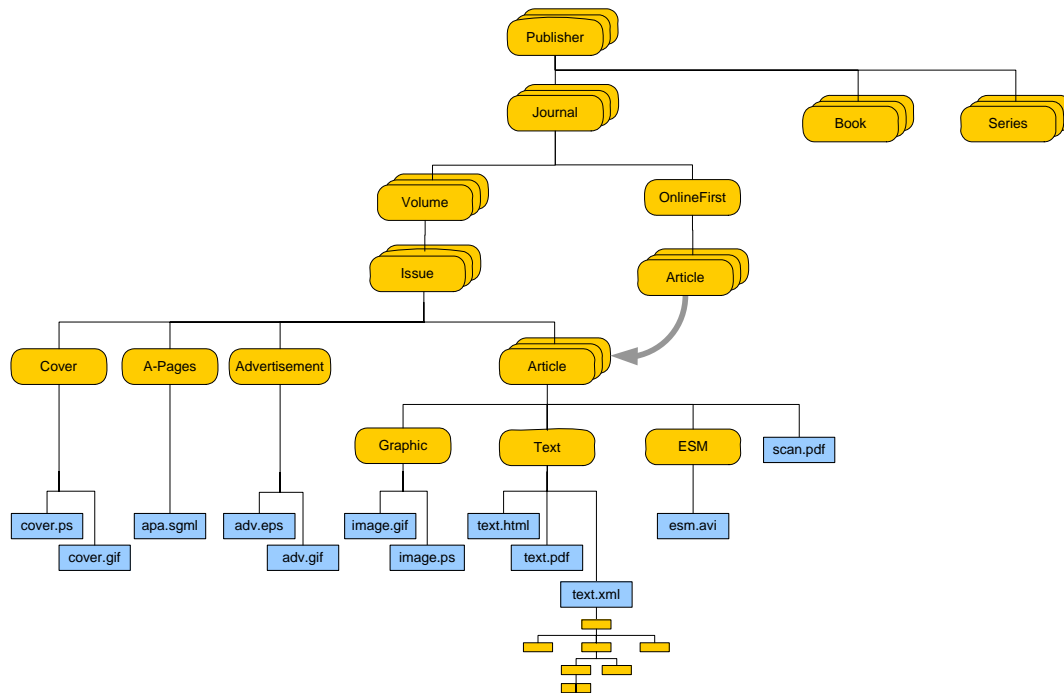 Publisher
Journal
Book
Series
Volume
OnlineFirst
Issue
Article
Cover
A-Pages
Advertisement
Article
Graphic
Text
ESM
scan.pdf
cover.ps
apa.sgml
adv.eps
image.gif
text.html
esm.avi
cover.gif
adv.gif
image.ps
text.pdf
text.xml